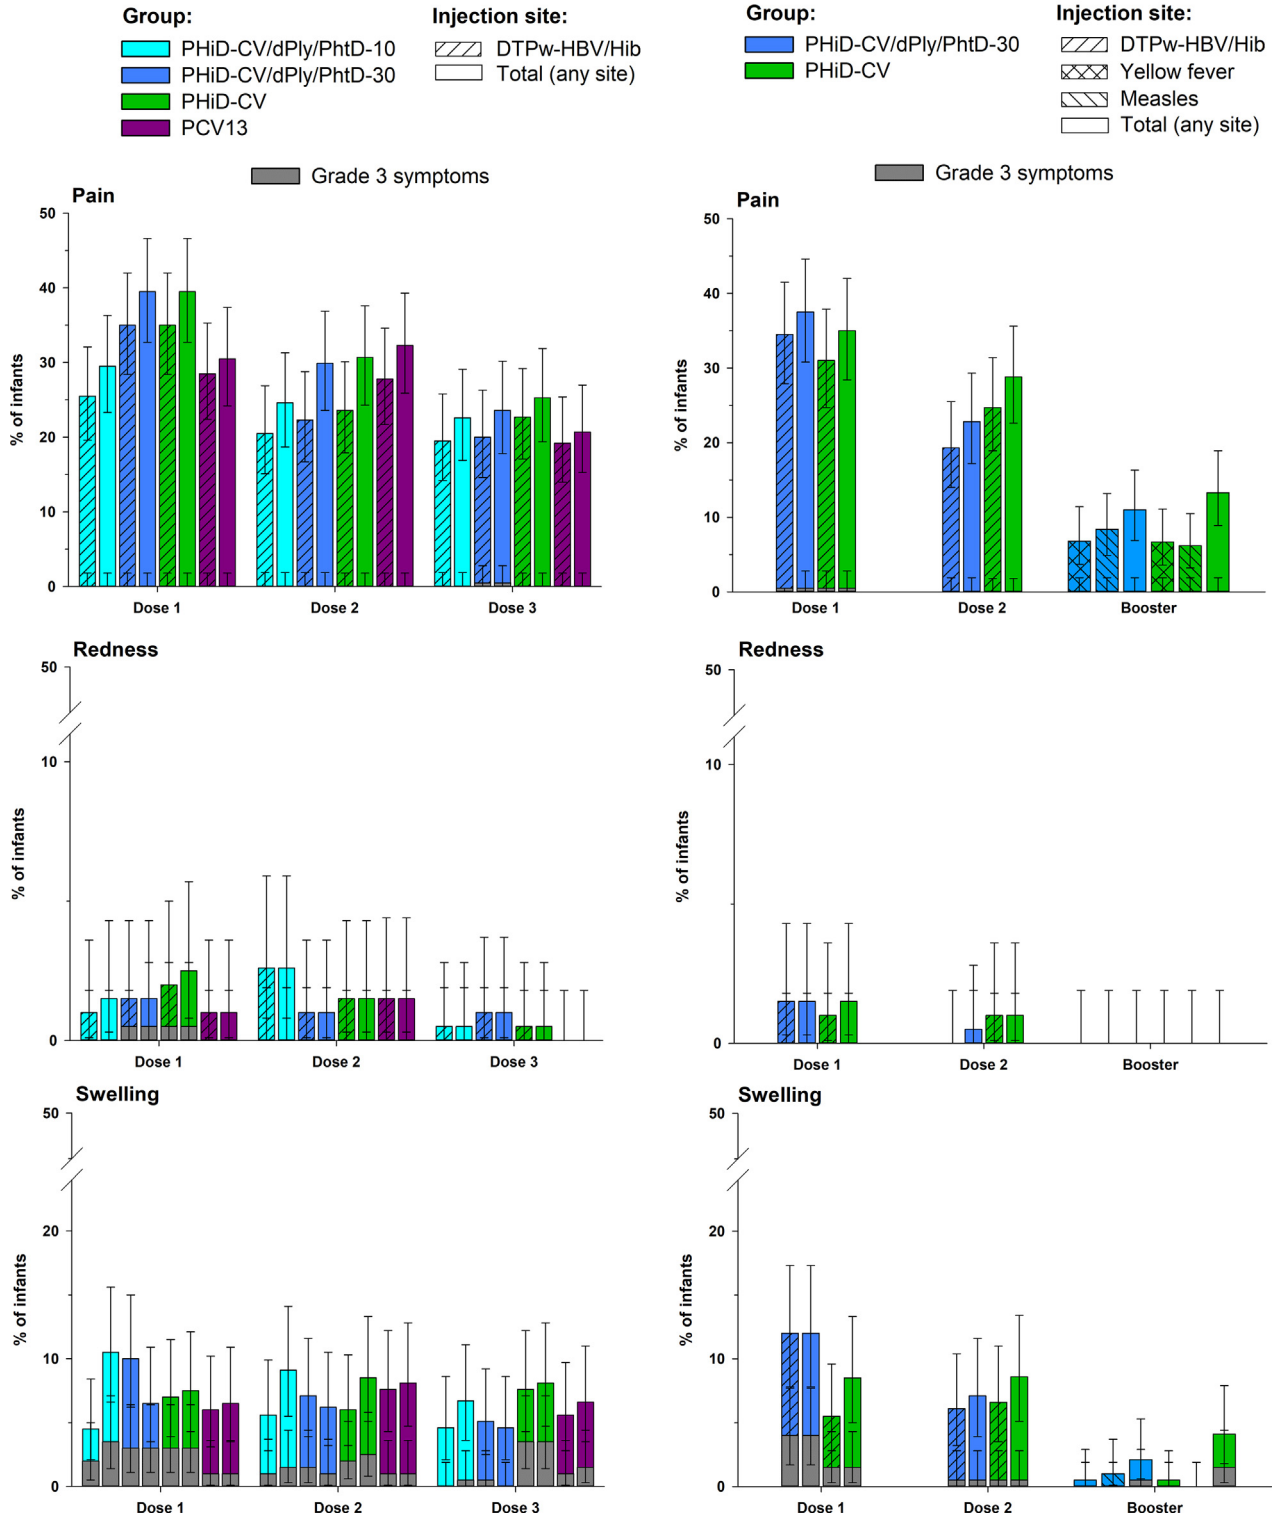 Group:
PHiD-CV/dPly/PhtD-10
PHiD-CV/dPly/PhtD-30
PHiD-CV
PCV13
Injection site:
DTPw-HBV/Hib
Total (any site)
Grade 3 symptoms
Pain
50
40
30
20
10
0
% of infants
Dose 1
Dose 2
Dose 3
Redness
50
10
0
% of infants
Dose 1
Dose 2
Dose 3
Swelling
50
20
10
0
% of infants
Dose 1
Dose 2
Dose 3
Group:
PHiD-CV/dPly/PhtD-30
PHiD-CV
Injection site:
DTPw-HBV/Hib
Yellow fever
Measles
Total (any site)
Grade 3 symptoms
Pain
50
40
30
20
10
0
% of infants
Dose 1
Dose 2
Booster
Redness
50
10
0
% of infants
Dose 1
Dose 2
Booster
Swelling
50
20
10
0
% of infants
Dose 1
Dose 2
Booster